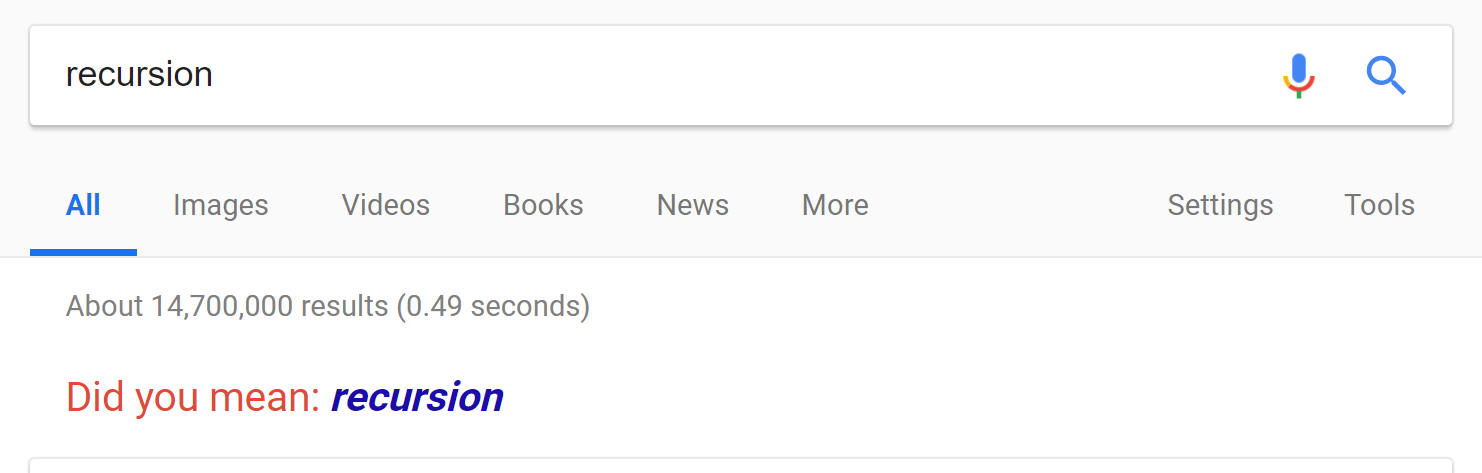 recursion
All Images Videos Books News More Settings Tools
About 14,700,000 results (0.49 seconds)
Did you mean: recursion